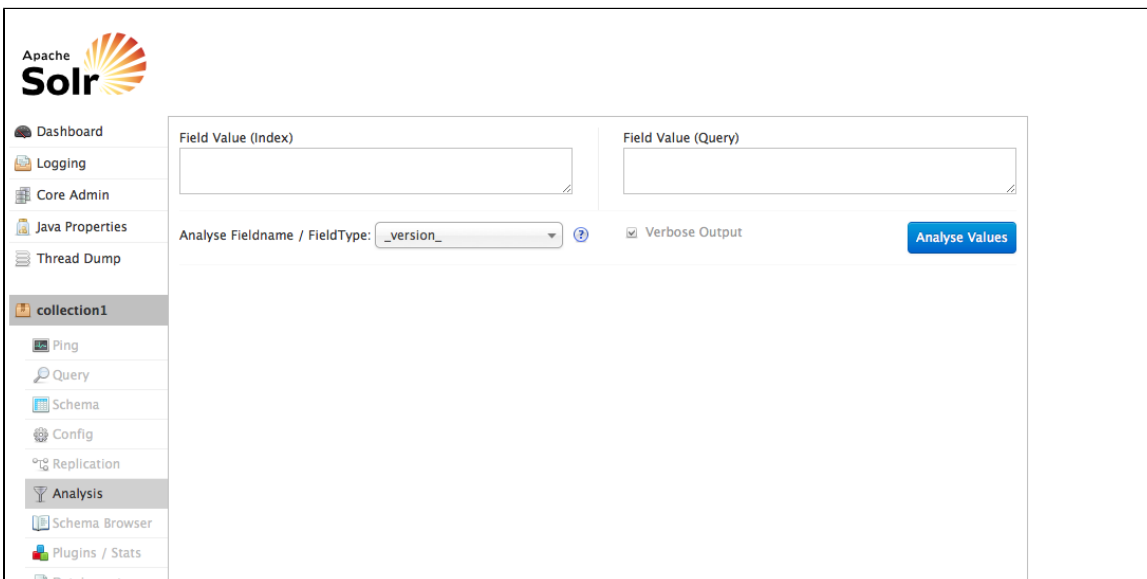 Apache
Solr
Dashboard
Logging
Core Admin
Java Properties
Thread Dump
collection1
Ping
Query
Schema
Config
Replication
Analysis
Schema Browser
Plugins / Stats
Field Value (Index)
Field Value (Query)
Analyse Fieldname / FieldType: _version_
Verbose Output
Analyse Values